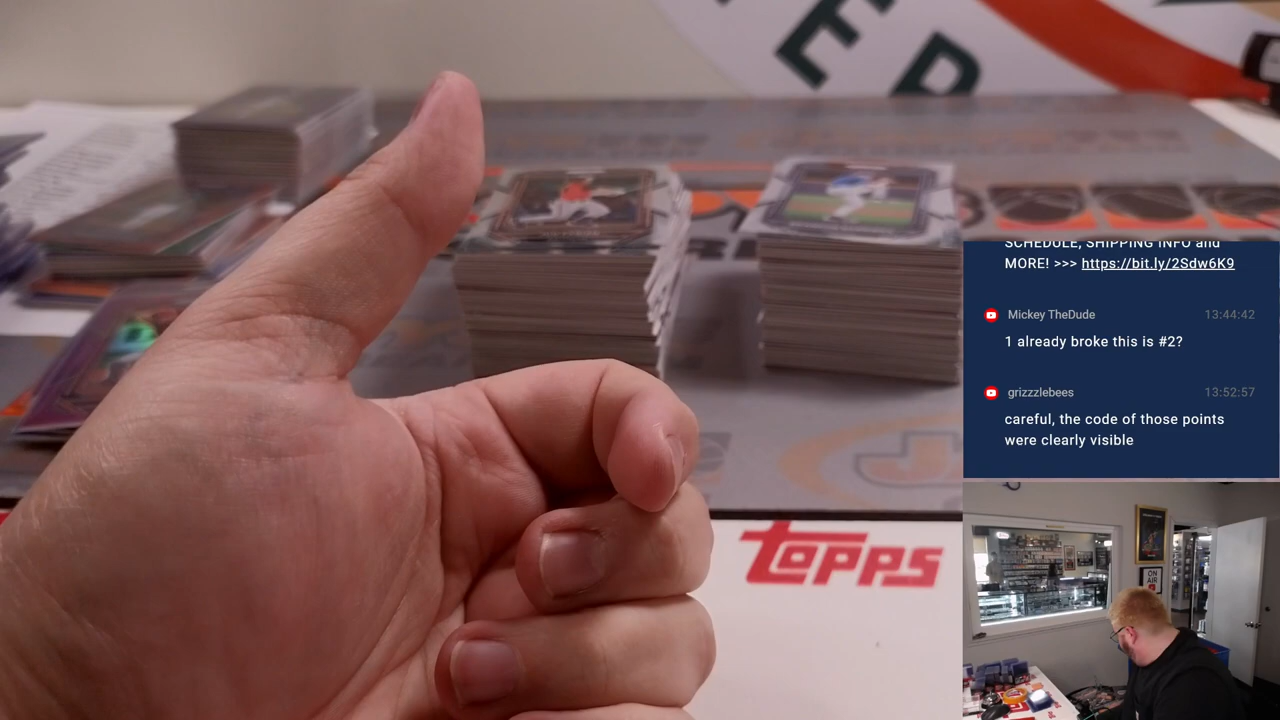 TER
SCHEDULE, SHIPPING INFO and
MORE! >>> https://bit.ly/2Sdw6K9
Mickey TheDude 13:44:42
1 already broke this is #2?
grizzzlebees 13:52:57
careful, the code of those points
were clearly visible
topps
ON
AIR